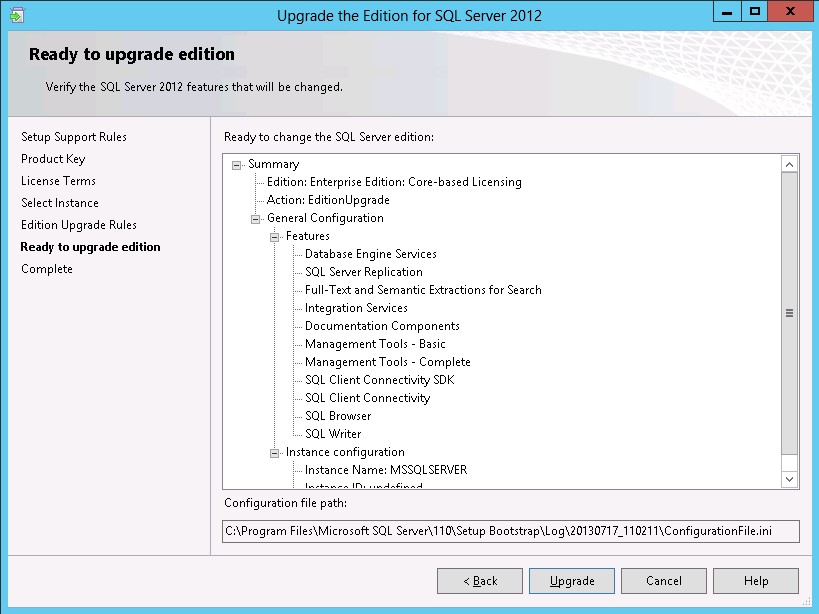 Upgrade the Edition for SQL Server 2012
Ready to upgrade edition
Verify the SQL Server 2012 features that will be changed.
Setup Support Rules
Product Key
License Terms
Select Instance
Edition Upgrade Rules
Ready to upgrade edition
Complete
Ready to change the SQL Server edition:
Summary
Edition: Enterprise Edition: Core-based Licensing
Action: EditionUpgrade
General Configuration
Features
Database Engine Services
SQL Server Replication
Full-Text and Semantic Extractions for Search
Integration Services
Documentation Components
Management Tools - Basic
Management Tools - Complete
SQL Client Connectivity SDK
SQL Client Connectivity
SQL Browser
SQL Writer
Instance configuration
Instance Name: MSSQLSERVER
Instance ID: undefined
Configuration file path:
C:\Program Files\Microsoft SQL Server\110\Setup Bootstrap\Log\20130717_110211\ConfigurationFile.ini
< Back
Upgrade
Cancel
Help